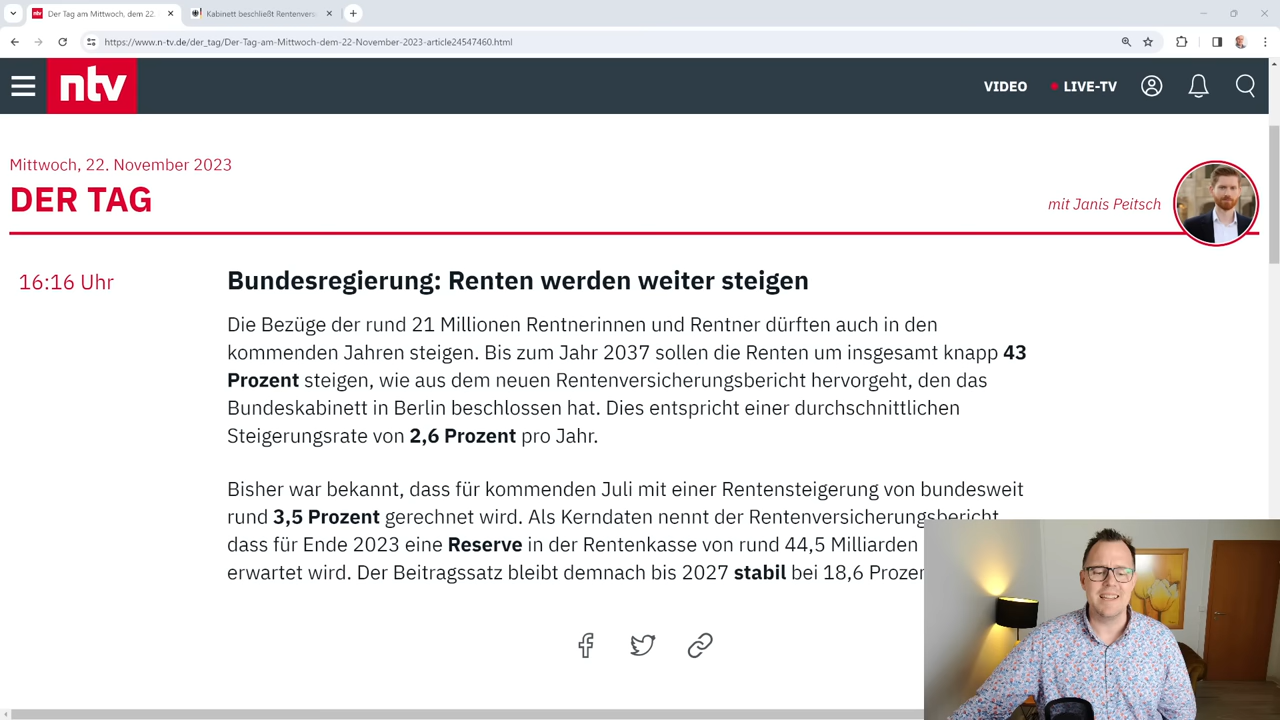 Der Tag am Mittwoch, dem 22.
Kabinett beschließt Rentenvers
https://www.n-tv.de/der_tag/Der-Tag-am-Mittwoch-dem-22-November-2023-article24547460.html
ntv
VIDEO
LIVE-TV
Mittwoch, 22. November 2023
DER TAG
mit Janis Peitsch
16:16 Uhr
Bundesregierung: Renten werden weiter steigen
Die Bezüge der rund 21 Millionen Rentnerinnen und Rentner dürften auch in den
kommenden Jahren steigen. Bis zum Jahr 2037 sollen die Renten um insgesamt knapp 43
Prozent steigen, wie aus dem neuen Rentenversicherungsbericht hervorgeht, den das
Bundeskabinett in Berlin beschlossen hat. Dies entspricht einer durchschnittlichen
Steigerungsrate von 2,6 Prozent pro Jahr.
Bisher war bekannt, dass für kommenden Juli mit einer Rentensteigerung von bundesweit
rund 3,5 Prozent gerechnet wird. Als Kerndaten nennt der Rentenversicherungsbericht,
dass für Ende 2023 eine Reserve in der Rentenkasse von rund 44,5 Milliarden
erwartet wird. Der Beitragssatz bleibt demnach bis 2027 stabil bei 18,6 Prozen